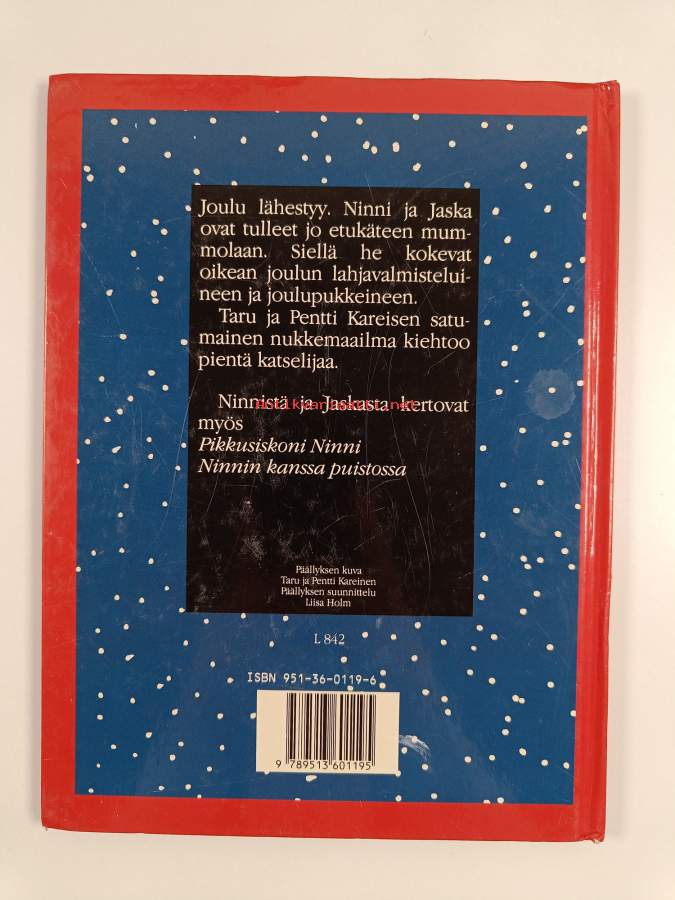 Joulu lähestyy. Ninni ja Jaska
ovat tulleet jo etukäteen mum-
molaan. Siellä he kokevat
oikean joulun lahjavalmistelui-
neen ja joulupukkeineen.
Taru ja Pentti Kareisen satu-
mainen nukkemaailma kiehtoo
pientä katselijaa.
Ninnistä ja Jaskasta kertovat
myös
Pikkusiskoni Ninni
Ninnin kanssa puistossa
Päällyksen kuva
Taru ja Pentti Kareinen
Päällyksen suunnittelu
Liisa Holm
L 842
ISBN 951-36-0119-6
9 789513 601195